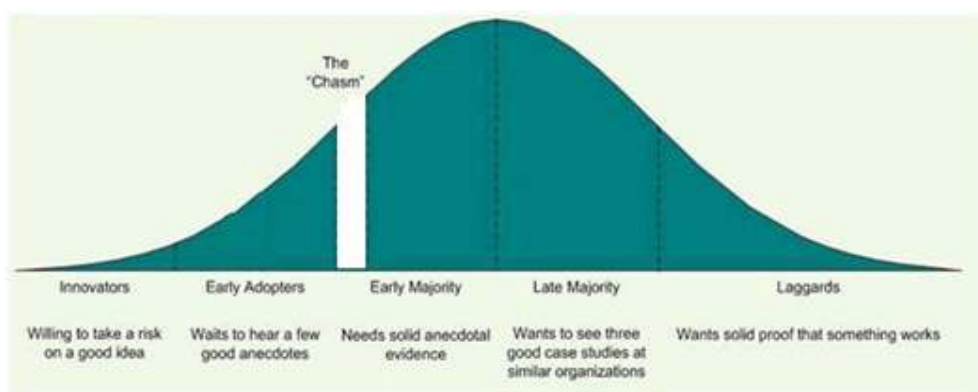 The
"Chasm"
Innovators
Early Adopters
Early Majority
Late Majority
Laggards
Willing to take a risk
on a good idea
Waits to hear a few
good anecdotes
Needs solid anecdotal
evidence
Wants to see three
good case studies at
similar organizations
Wants solid proof that something works